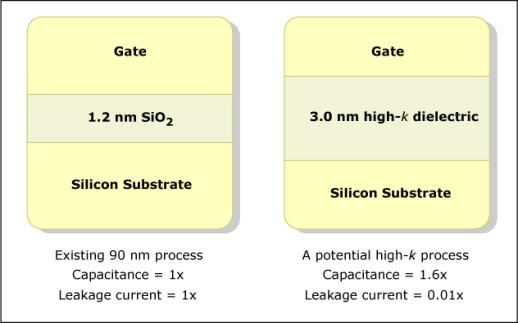 Gate
1.2 nm SiO₂
Silicon Substrate
Existing 90 nm process
Capacitance = 1x
Leakage current = 1x
Gate
3.0 nm high-k dielectric
Silicon Substrate
A potential high-k process
Capacitance = 1.6x
Leakage current = 0.01x